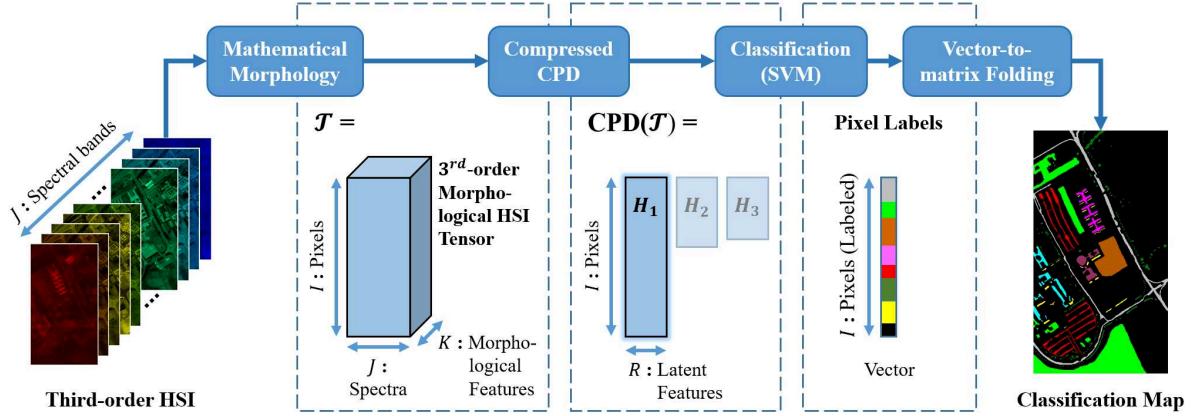 Mathematical
Morphology
Compressed
CPD
Classification
(SVM)
Vector-to-
matrix Folding
J : Spectral bands
...
...
Third-order HSI
𝓣 =
3rd-order
Morpho-
logical HSI
Tensor
I : Pixels
J :
Spectra
K : Morpho-
logical
Features
CPD(𝓣) =
H1
H2
H3
I : Pixels
R : Latent
Features
Pixel Labels
I : Pixels (Labeled)
Vector
Classification Map